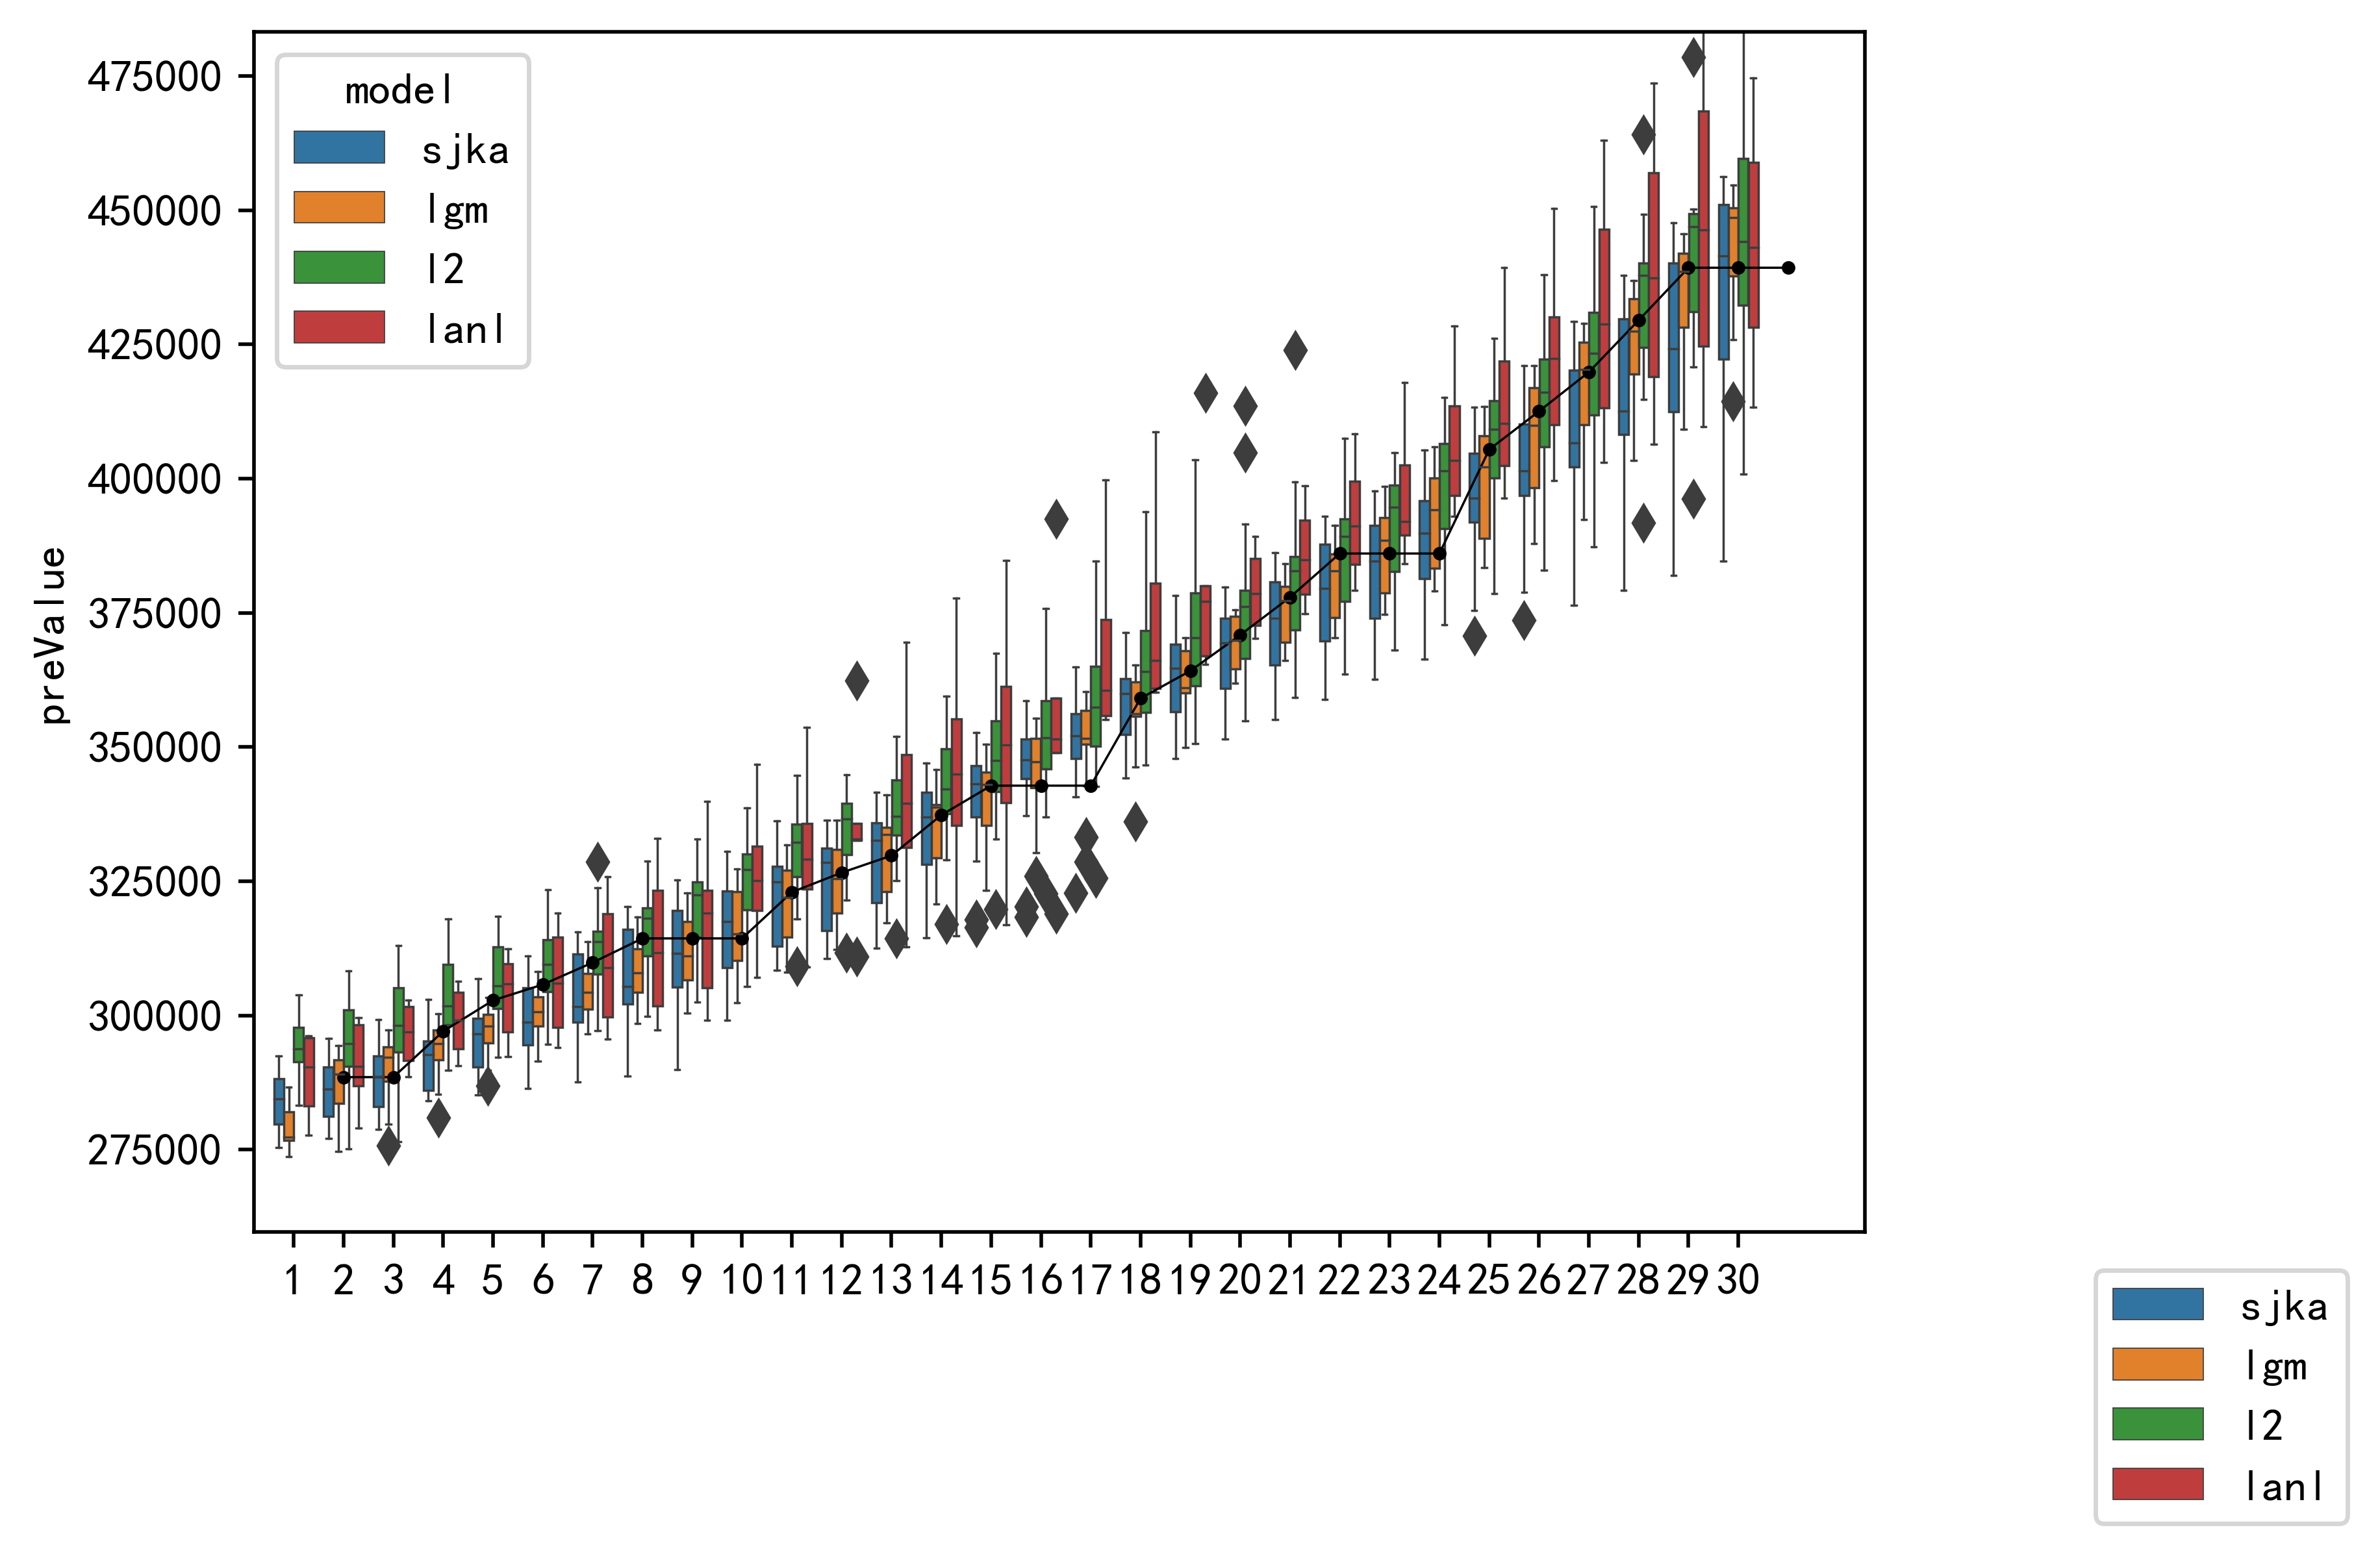 model
sjka
lgm
l2
lanl
475000
450000
425000
400000
375000
350000
325000
300000
275000
preValue
1 2 3 4 5 6 7 8 9 10 11 12 13 14 15 16 17 18 19 20 21 22 23 24 25 26 27 28 29 30
sjka
lgm
l2
lanl